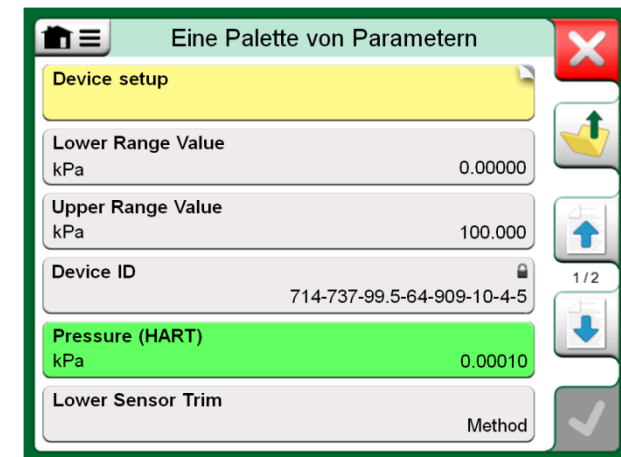 Eine Palette von Parametern
Device setup
Lower Range Value
kPa 0.00000
Upper Range Value
kPa 100.000
Device ID
714-737-99.5-64-909-10-4-5
1/2
Pressure (HART)
kPa 0.00010
Lower Sensor Trim
Method